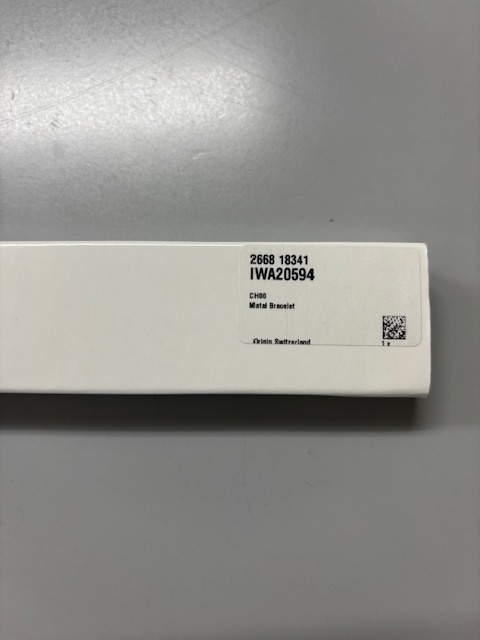 2668 18341
IWA20594
CH00
Metal Bracelet
Origin Switzerland
1 x